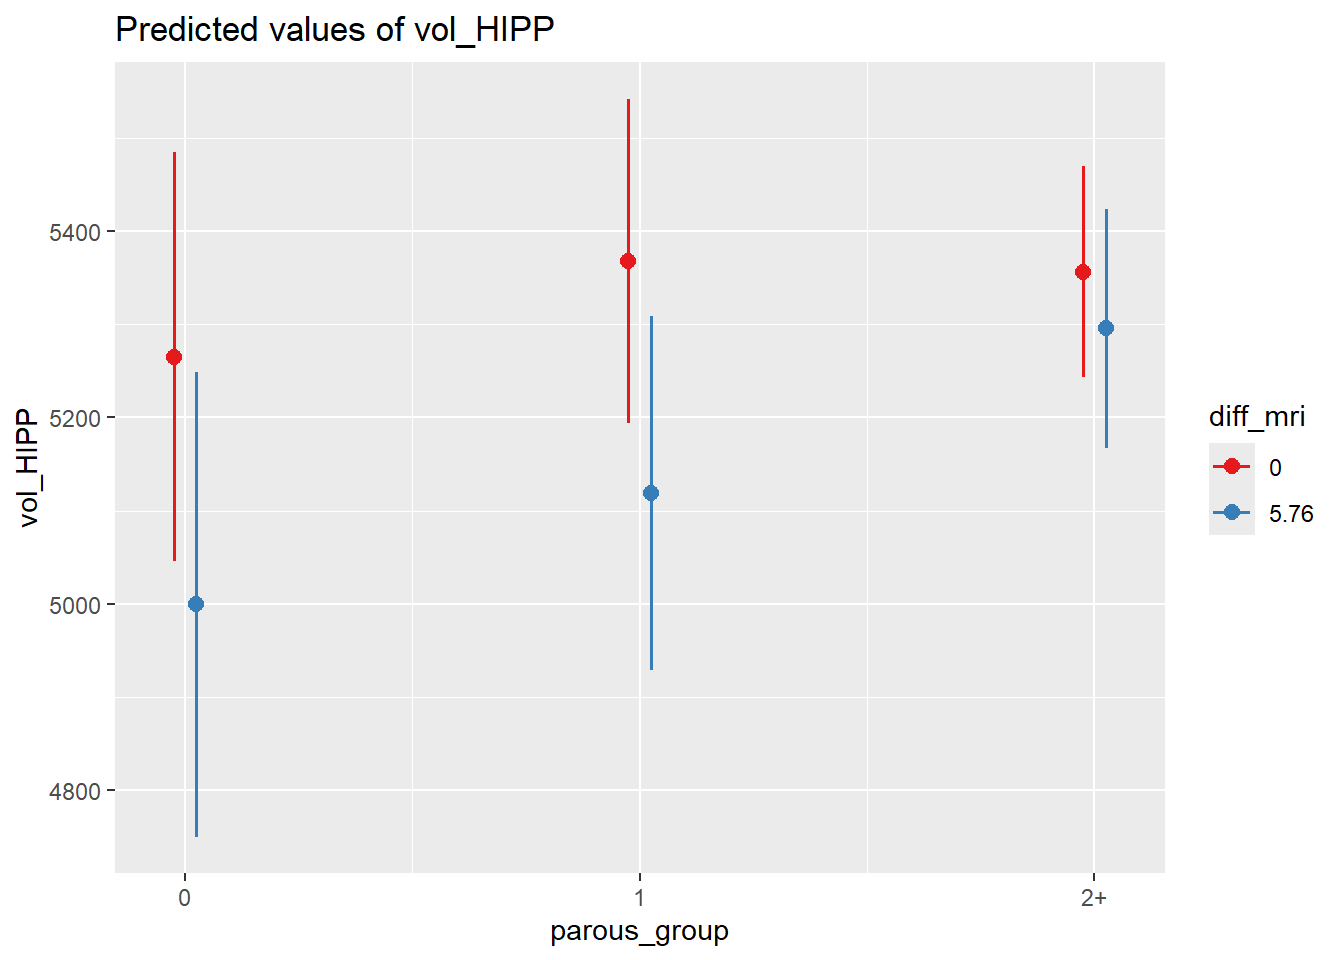 Predicted values of vol_HIPP
vol_HIPP
5400
5200
5000
4800
0
1
2+
parous_group
diff_mri
0
5.76